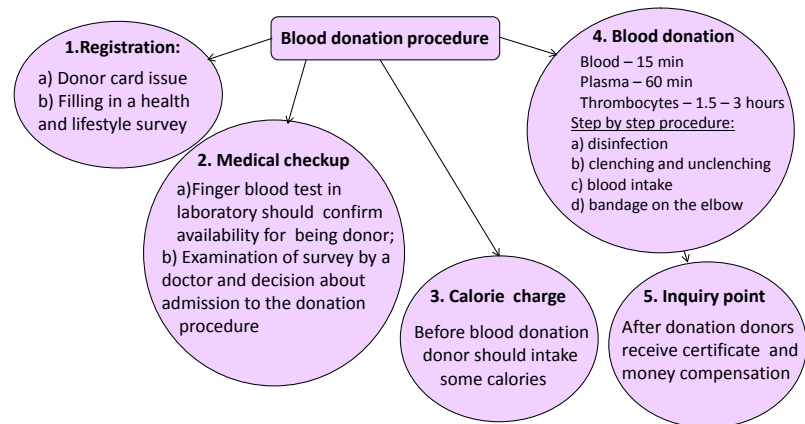 Blood donation procedure
1.Registration:
a) Donor card issue
b) Filling in a health
and lifestyle survey
2. Medical checkup
a)Finger blood test in
laboratory should confirm
availability for being donor;
b) Examination of survey by a
doctor and decision about
admission to the donation
procedure
3. Calorie charge
Before blood donation
donor should intake
some calories
4. Blood donation
Blood – 15 min
Plasma – 60 min
Thrombocytes – 1.5 – 3 hours
Step by step procedure:
a) disinfection
b) clenching and unclenching
c) blood intake
d) bandage on the elbow
5. Inquiry point
After donation donors
receive certificate and
money compensation